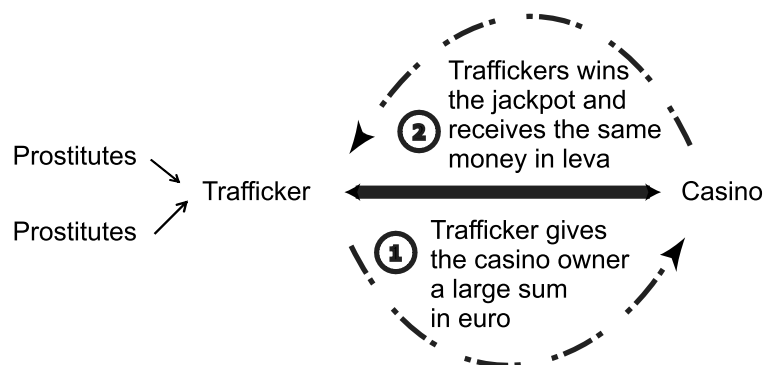 Traffickers wins
the jackpot and
2
receives the same
money in leva
Prostitutes
Trafficker
Casino
Prostitutes
1
Trafficker gives
the casino owner
a large sum
in euro